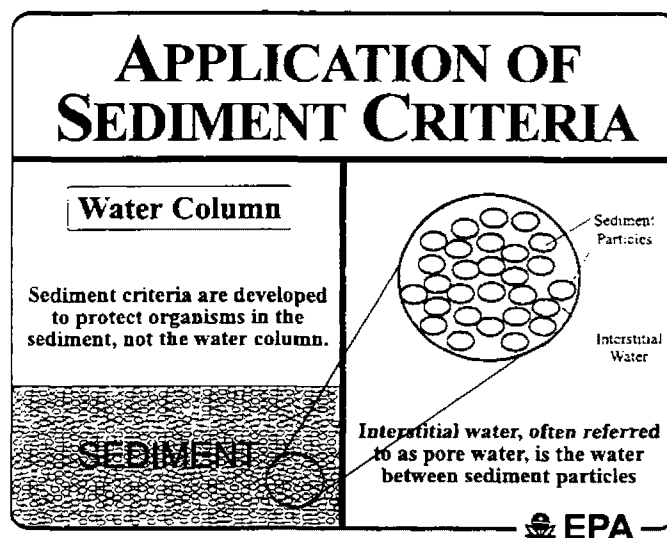 APPLICATION OF
SEDIMENT CRITERIA
Water Column
Sediment criteria are developed
to protect organisms in the
sediment, not the water column.
SEDIMENT
Sediment
Particles
Interstitial
Water
Interstitial water, often referred
to as pore water, is the water
between sediment particles
EPA